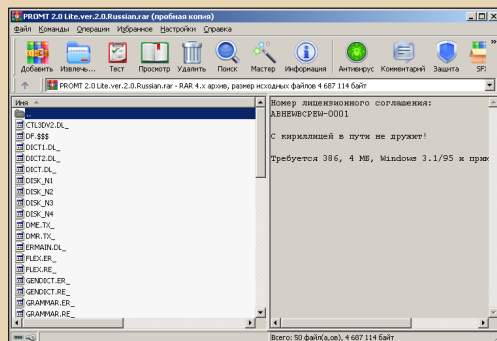 PROMT 2.0 Lite.ver.2.0.Russian.rar (пробная копия)
Файл Команды Операции Избранное Настройки Справка
Добавить Извлечь... Тест Просмотр Удалить SПоиск Мастер Информация Антивирус Комментарий Защита SF
PROMT 2.0 Lite.ver.2.0.Russian.rar - RAR 4.x архив, размер исходных файлов 4 687 114 байт
Имя
..
CTL3DV2.DL_
DF.$$$
DICT1.DL_
DICT2.DL_
DICT.DL_
DISK_N1
DISK_N2
DISK_N3
DISK_N4
DME.TX_
DMR.TX_
ERMAIN.DL_
FLEX.ER_
FLEX.RE_
GENDICT.ER_
GENDICT.RE_
GRAMMAR.ER_
GRAMMAR.RE_
Номер лицензионного соглашения:
ABHEWBCPEW-0001
С кириллицей в пути не дружит!
Требуется 386, 4 МБ, Windows 3.1/95 и прин
Всего: 50 файл(а,ов), 4 687 114 байт